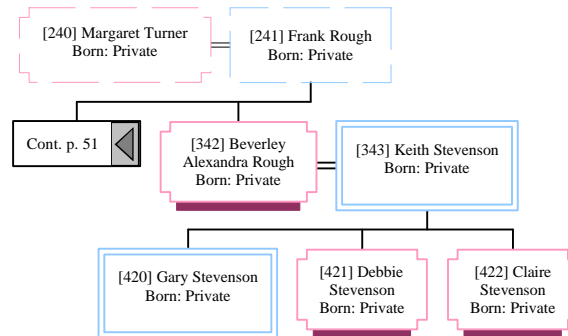 [240] Margaret Turner
Born: Private
[241] Frank Rough
Born: Private
Cont. p. 51
[342] Beverley
Alexandra Rough
Born: Private
[343] Keith Stevenson
Born: Private
[420] Gary Stevenson
Born: Private
[421] Debbie
Stevenson
Born: Private
[422] Claire
Stevenson
Born: Private